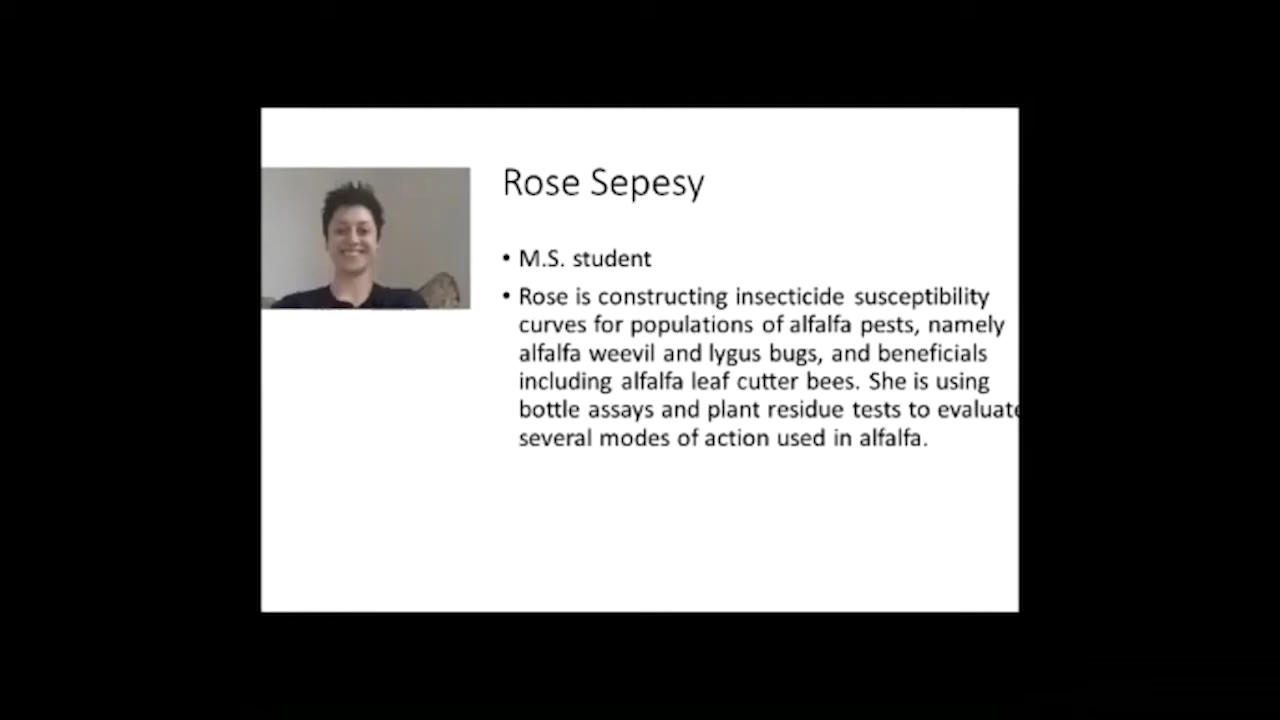 Rose Sepesy
• M.S. student
• Rose is constructing insecticide susceptibility
curves for populations of alfalfa pests, namely
alfalfa weevil and lygus bugs, and beneficials
including alfalfa leaf cutter bees. She is using
bottle assays and plant residue tests to evaluate
several modes of action used in alfalfa.